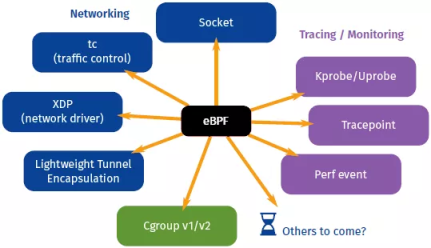 Networking
Socket
Tracing / Monitoring
tc
(traffic control)
Kprobe/Uprobe
XDP
(network driver)
eBPF
Tracepoint
Lightweight Tunnel
Encapsulation
Perf event
Cgroup v1/v2
Others to come?